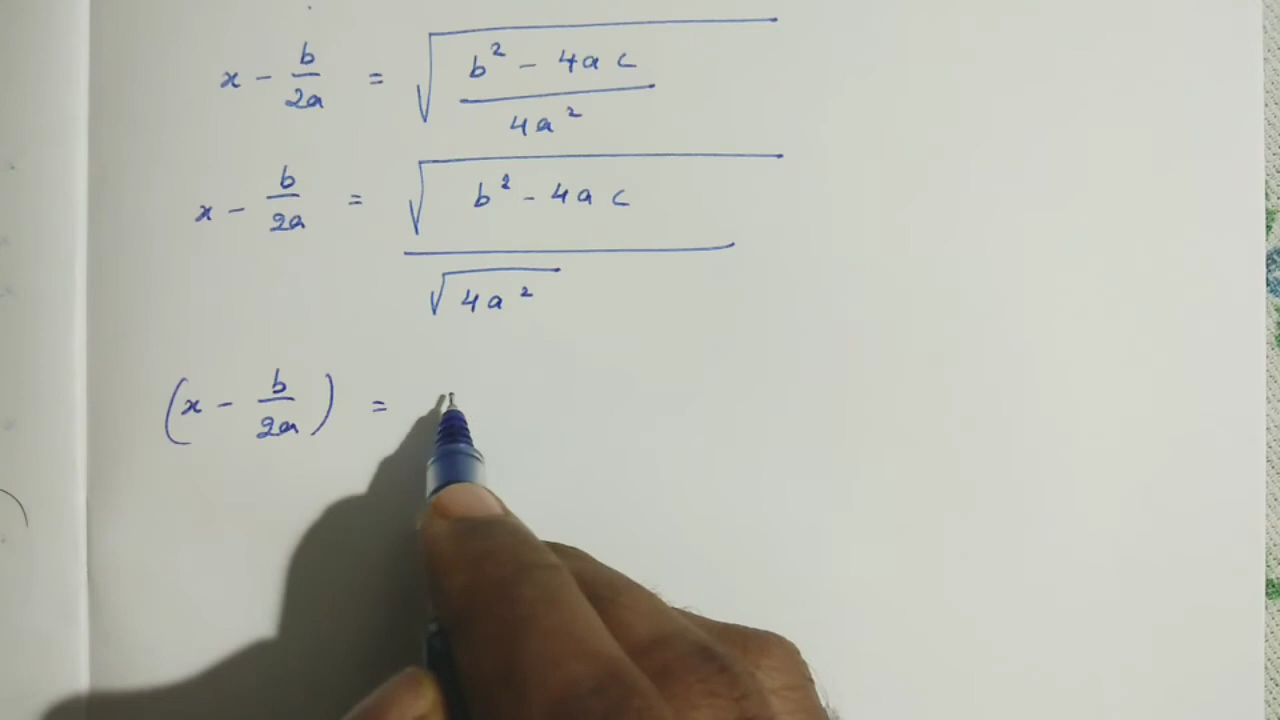 x - b/2a = √((b² - 4ac)/(4a²))
x - b/2a = √(b² - 4ac)/√(4a²)
(x - b/2a) =